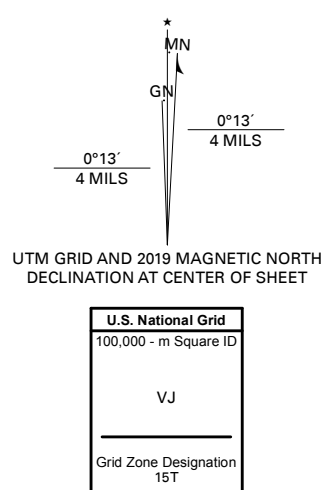 ★
MN
GN
0°13´
4 MILS
0°13´
4 MILS
UTM GRID AND 2019 MAGNETIC NORTH
DECLINATION AT CENTER OF SHEET
U.S. National Grid
100,000 - m Square ID
VJ
Grid Zone Designation
15T